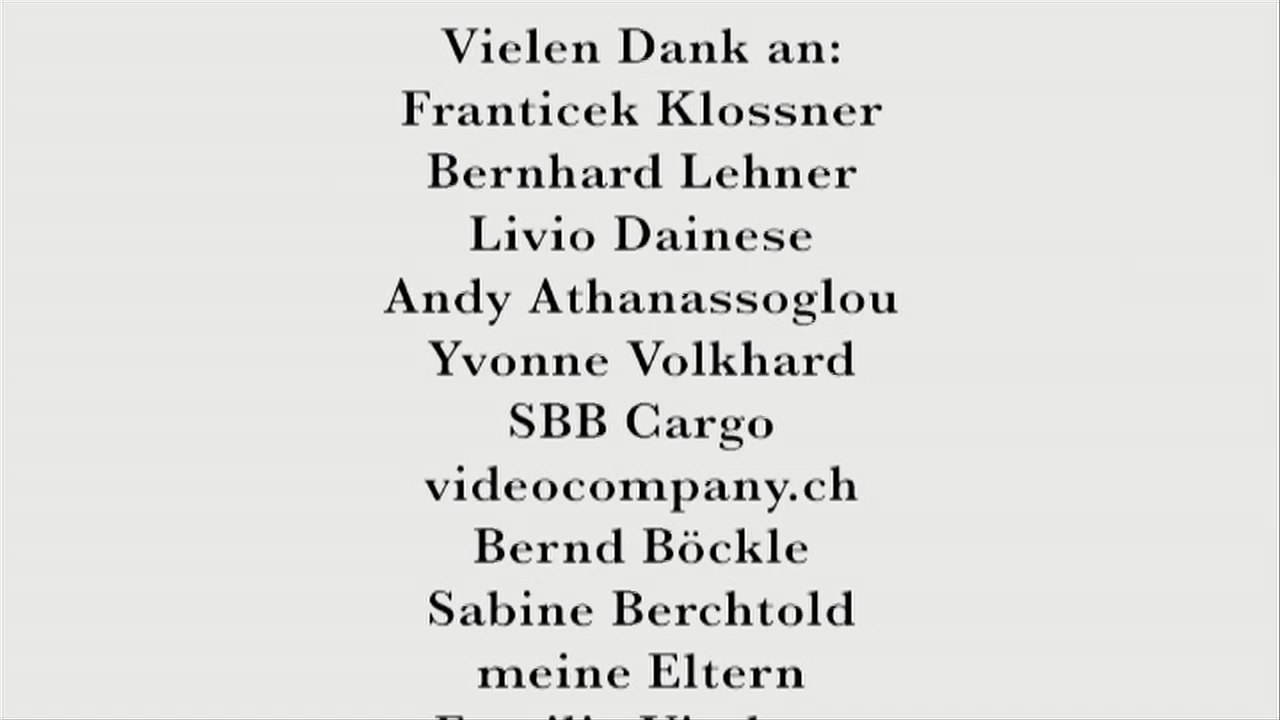 Vielen Dank an:
Franticek Klossner
Bernhard Lehner
Livio Dainese
Andy Athanassoglou
Yvonne Volkhard
SBB Cargo
videocompany.ch
Bernd Böckle
Sabine Berchtold
meine Eltern